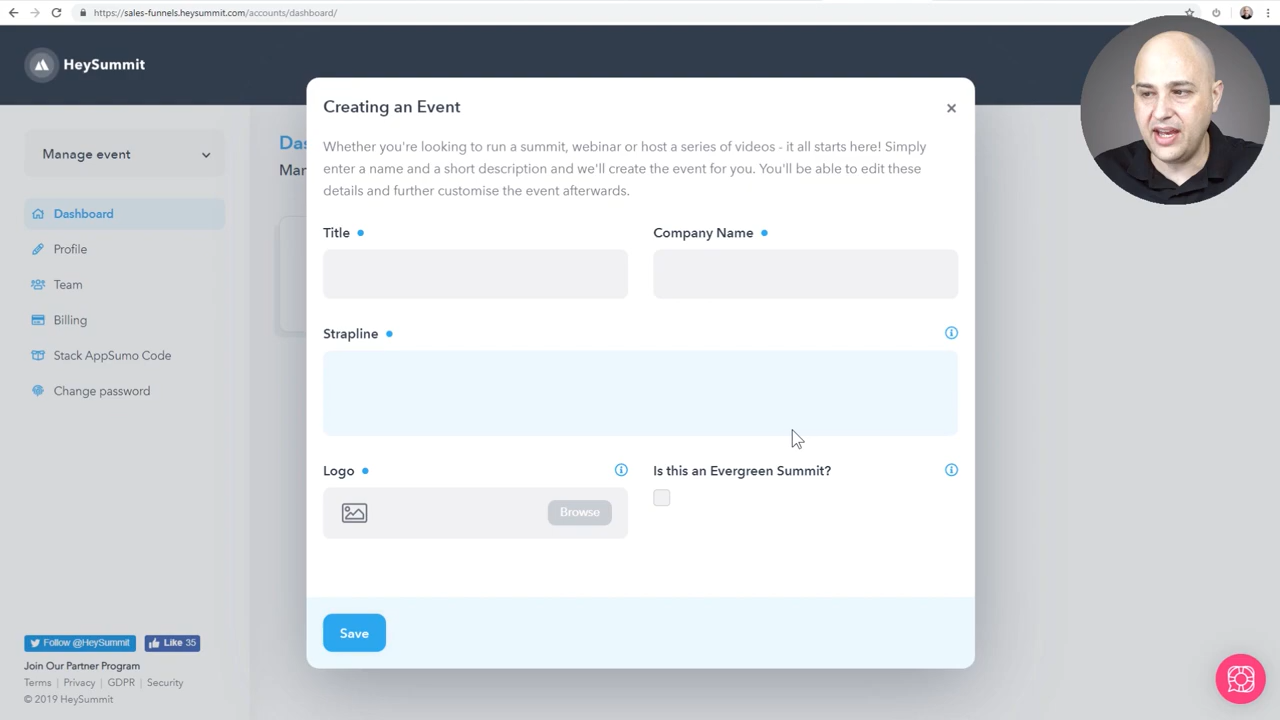 https://sales-funnels.heysummit.com/accounts/dashboard/
HeySummit
Manage event
Dashboard
Profile
Team
Billing
Stack AppSumo Code
Change password
Das
Man
Creating an Event
Whether you're looking to run a summit, webinar or host a series of videos - it all starts here! Simply
enter a name and a short description and we'll create the event for you. You'll be able to edit these
details and further customise the event afterwards.
Title
Company Name
Strapline
Logo
Is this an Evergreen Summit?
Browse
Save
Follow @HeySummit
Like 35
Join Our Partner Program
Terms | Privacy | GDPR | Security
© 2019 HeySummit